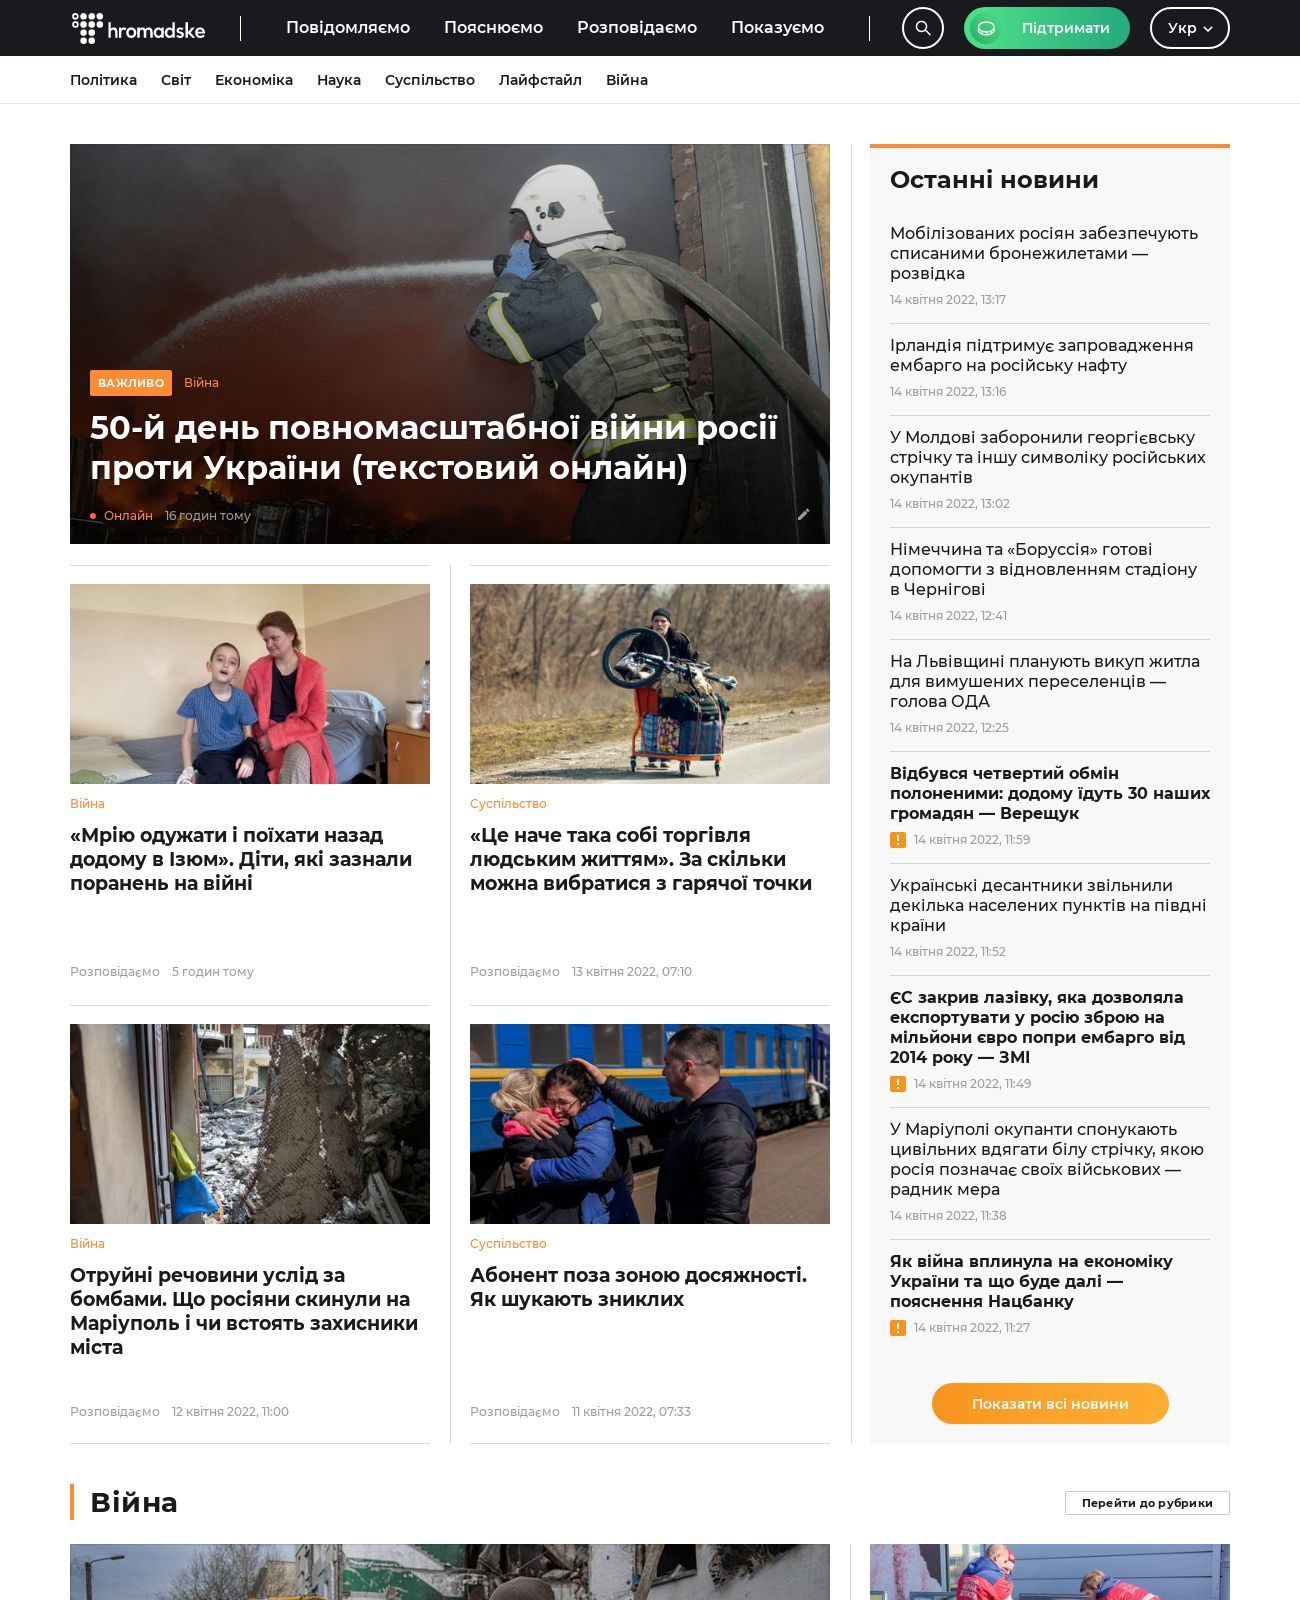 hromadske
Повідомляємо
Пояснюємо
Розповідаємо
Показуємо
Підтримати
Укр
Політика
Світ
Економіка
Наука
Суспільство
Лайфстайл
Війна
ВАЖЛИВО
Війна
50-й день повномасштабної війни росії
проти України (текстовий онлайн)
Онлайн 16 годин тому
Війна
«Мрію одужати і поїхати назад
додому в Ізюм». Діти, які зазнали
поранень на війні
Розповідаємо 5 годин тому
Суспільство
«Це наче така собі торгівля
людським життям». За скільки
можна вибратися з гарячої точки
Розповідаємо 13 квітня 2022, 07:10
Війна
Отруйні речовини услід за
бомбами. Що росіяни скинули на
Маріуполь і чи встоять захисники
міста
Розповідаємо 12 квітня 2022, 11:00
Суспільство
Абонент поза зоною досяжності.
Як шукають зниклих
Розповідаємо 11 квітня 2022, 07:33
Останні новини
Мобілізованих росіян забезпечують
списаними бронежилетами —
розвідка
14 квітня 2022, 13:17
Ірландія підтримує запровадження
ембарго на російську нафту
14 квітня 2022, 13:16
У Молдові заборонили георгієвську
стрічку та іншу символіку російських
окупантів
14 квітня 2022, 13:02
Німеччина та «Боруссія» готові
допомогти з відновленням стадіону
в Чернігові
14 квітня 2022, 12:41
На Львівщині планують викуп житла
для вимушених переселенців —
голова ОДА
14 квітня 2022, 12:25
Відбувся четвертий обмін
полоненими: додому їдуть 30 наших
громадян — Верещук
14 квітня 2022, 11:59
Українські десантники звільнили
декілька населених пунктів на півдні
країни
14 квітня 2022, 11:52
ЄС закрив лазівку, яка дозволяла
експортувати у росію зброю на
мільйони євро попри ембарго від
2014 року — ЗМІ
14 квітня 2022, 11:49
У Маріуполі окупанти спонукають
цивільних вдягати білу стрічку, якою
росія позначає своїх військових —
радник мера
14 квітня 2022, 11:38
Як війна вплинула на економіку
України та що буде далі —
пояснення Нацбанку
14 квітня 2022, 11:27
Показати всі новини
Війна
Перейти до рубрики